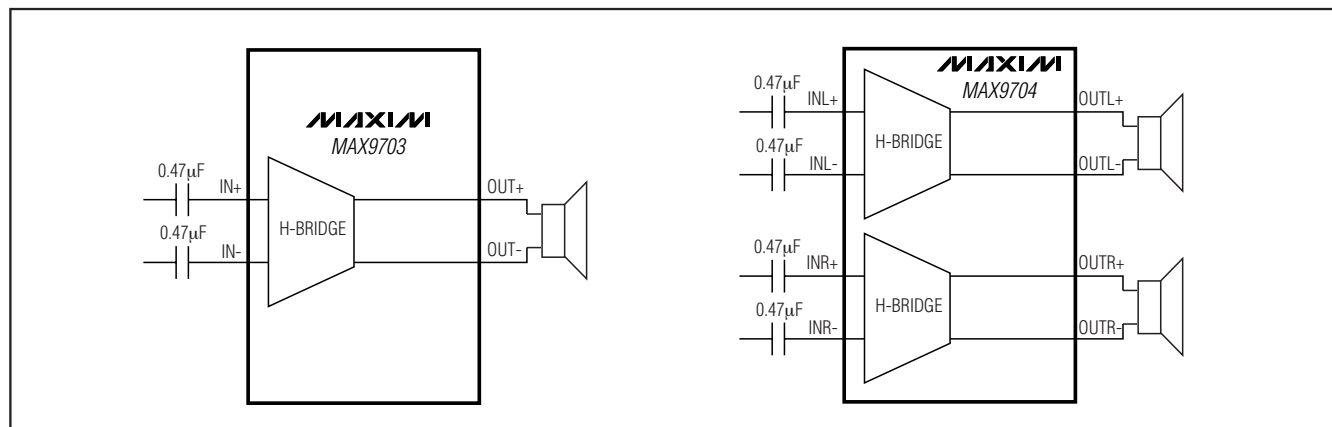 MAXIM
MAX9703
0.47µF
IN+
0.47µF
IN-
H-BRIDGE
OUT+
OUT-
MAXIM
MAX9704
0.47µF
INL+
0.47µF
INL-
H-BRIDGE
OUTL+
OUTL-
0.47µF
INR+
0.47µF
INR-
H-BRIDGE
OUTR+
OUTR-